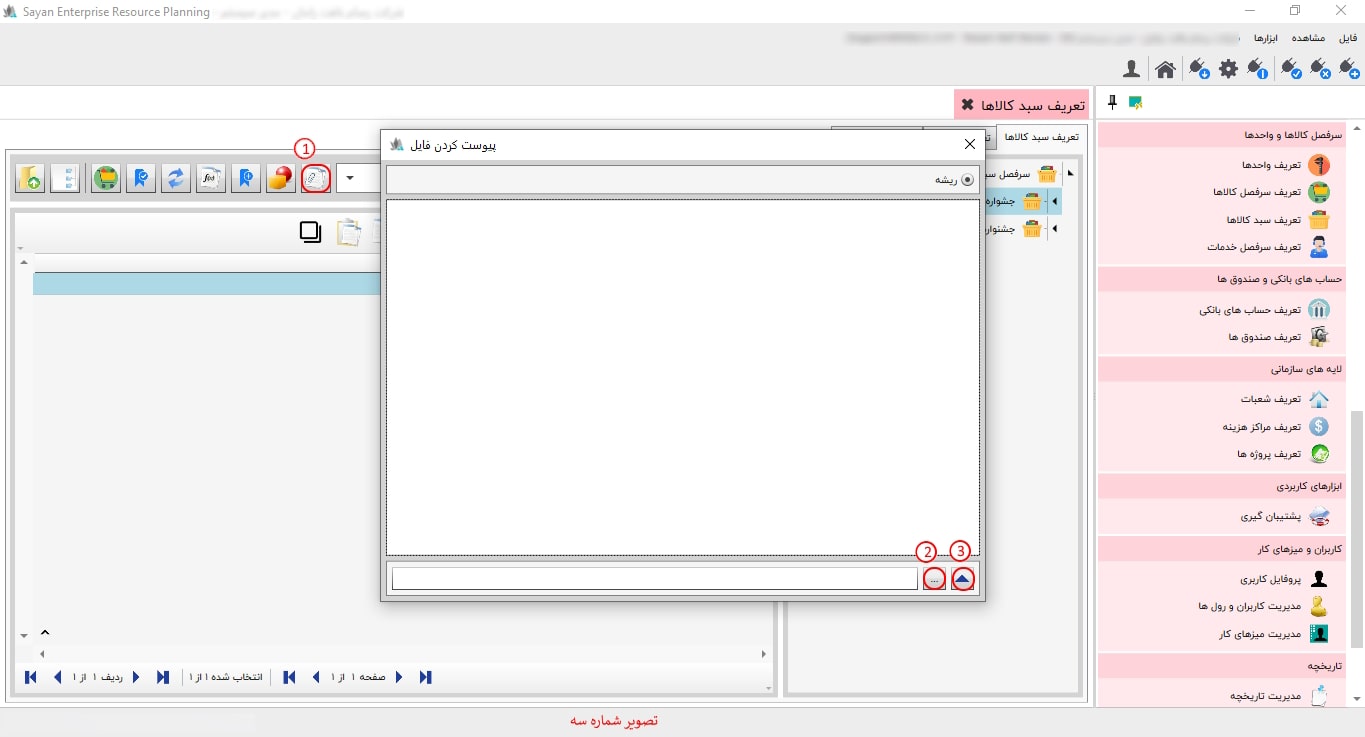 Sayan Enterprise Resource Planning
فایل مشاهده ابزارها
تعریف سبد کالاها
سرفصل کالاها و واحدها
تعریف واحدها
تعریف سرفصل کالاها
تعریف سبد کالاها
تعریف سرفصل خدمات
حساب های بانکی و صندوق ها
تعریف حساب های بانکی
تعریف صندوق ها
لایه های سازمانی
تعریف شعبات
تعریف مراکز هزینه
تعریف پروژه ها
ابزارهای کاربردی
پشتیبان گیری
کاربران و میزهای کار
پروفایل کاربری
مدیریت کاربران و رول ها
مدیریت میزهای کار
تاریخچه
مدیریت تاریخچه
تعریف سبد کالاها
سرفصل
1
پیوست کردن فایل
ریشه
2
3
...
صفحه ۱ از ۱
انتخاب شده ۱ از ۱
ردیف ۱ از ۱
تصویر شماره سه